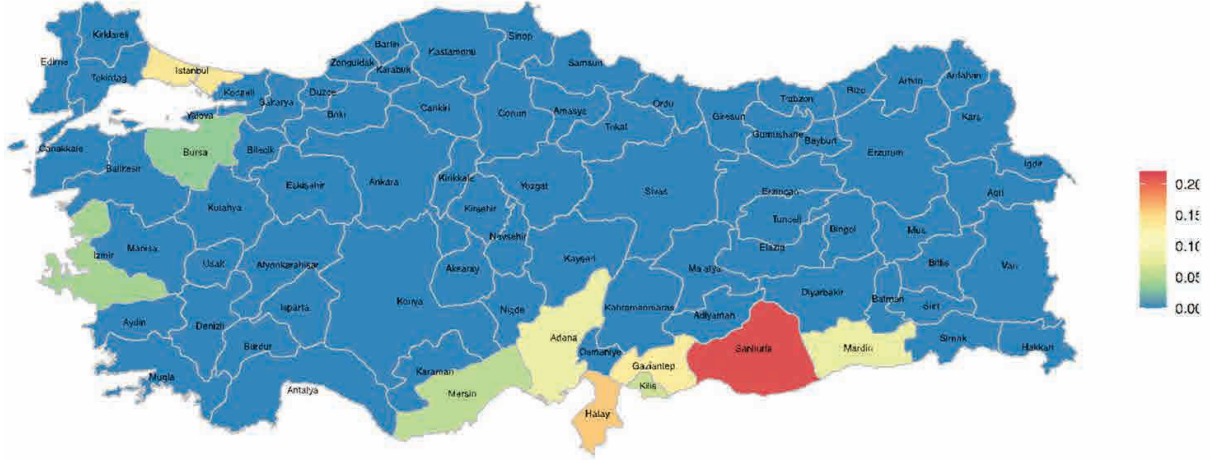 Kirklareli
Edirne
Tekirdag
Istanbul
Kocaeli
Yalova
Sakarya
Duzce
Bolu
Zonguldak
Bartin
Karabuk
Kastamonu
Sinop
Samsun
Cankiri
Corum
Amasya
Tokat
Ordu
Giresun
Trabzon
Gumushane
Bayburt
Rize
Artvin
Ardahan
Kars
Igdir
Agri
Erzurum
Canakkale
Balikesir
Bursa
Bilecik
Eskisehir
Ankara
Kirikkale
Yozgat
Kirsehir
Nevsehir
Sivas
Erzincan
Tunceli
Elazig
Bingol
Mus
Bitlis
Van
Kutahya
Izmir
Manisa
Usak
Afyonkarahisar
Aksaray
Kayseri
Malatya
Diyarbakir
Batman
Siirt
Sirnak
Hakkari
Aydin
Denizli
Isparta
Burdur
Konya
Nigde
Kahramanmaras
Adiyaman
Mugla
Antalya
Karaman
Mersin
Adana
Osmaniye
Gaziantep
Kilis
Hatay
Sanliurfa
Mardin
0.20
0.15
0.10
0.05
0.00